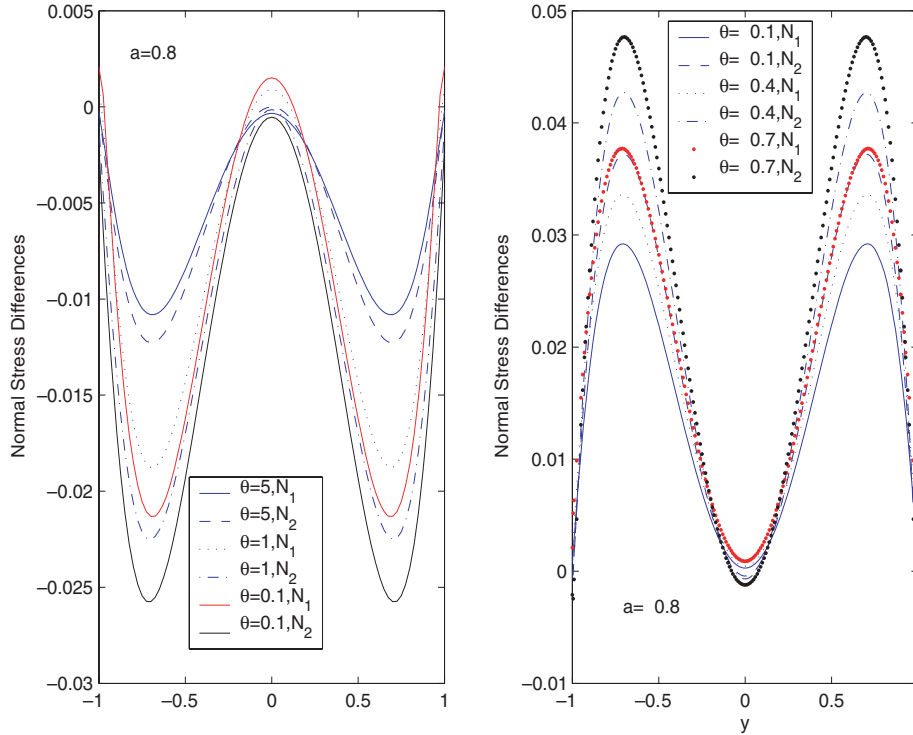 0.005
0
−0.005
−0.01
−0.015
−0.02
−0.025
−0.03
Normal Stress Differences
a=0.8
θ=5,N₁
θ=5,N₂
θ=1,N₁
θ=1,N₂
θ=0.1,N₁
θ=0.1,N₂
−1
−0.5
0
0.5
1
0.05
0.04
0.03
0.02
0.01
0
−0.01
Normal Stress Differences
θ= 0.1,N₁
θ= 0.1,N₂
θ= 0.4,N₁
θ= 0.4,N₂
θ= 0.7,N₁
θ= 0.7,N₂
a= 0.8
−1
−0.5
0
0.5
1
y